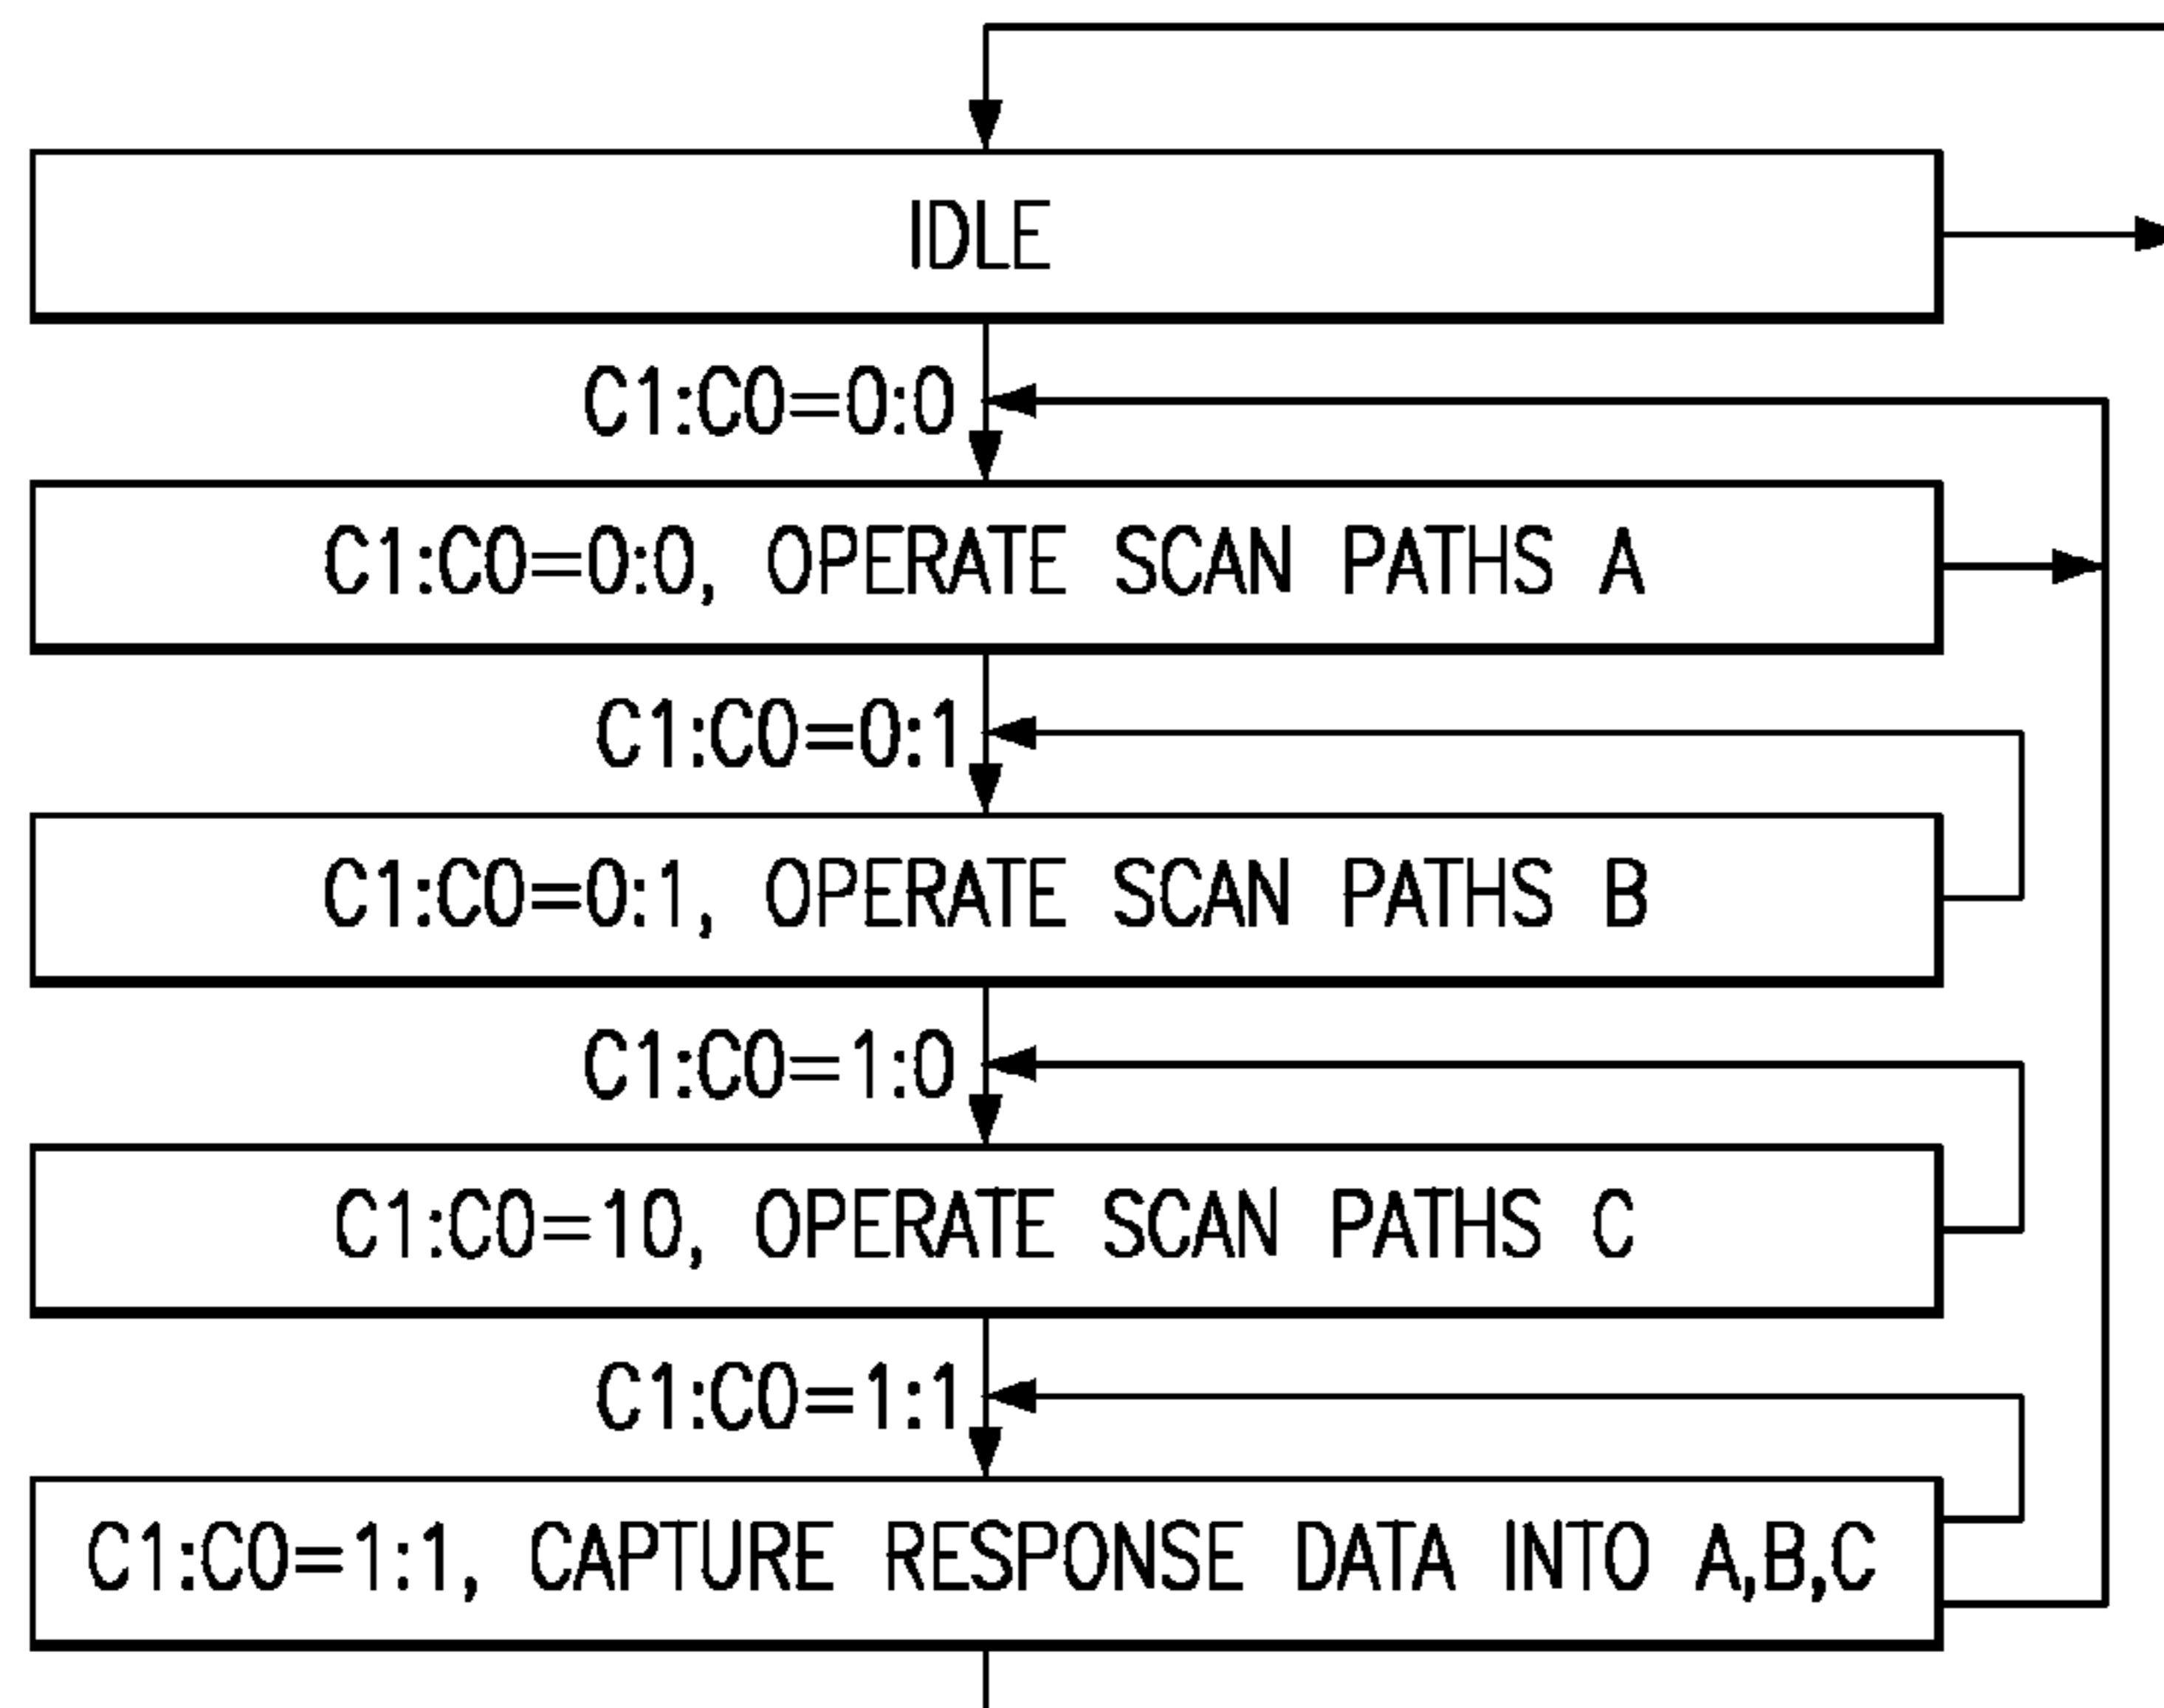 IDLE
C1:C0=0:0
C1:C0=0:0, OPERATE SCAN PATHS A
C1:C0=0:1
C1:C0=0:1, OPERATE SCAN PATHS B
C1:C0=1:0
C1:C0=10, OPERATE SCAN PATHS C
C1:C0=1:1
C1:C0=1:1, CAPTURE RESPONSE DATA INTO A,B,C